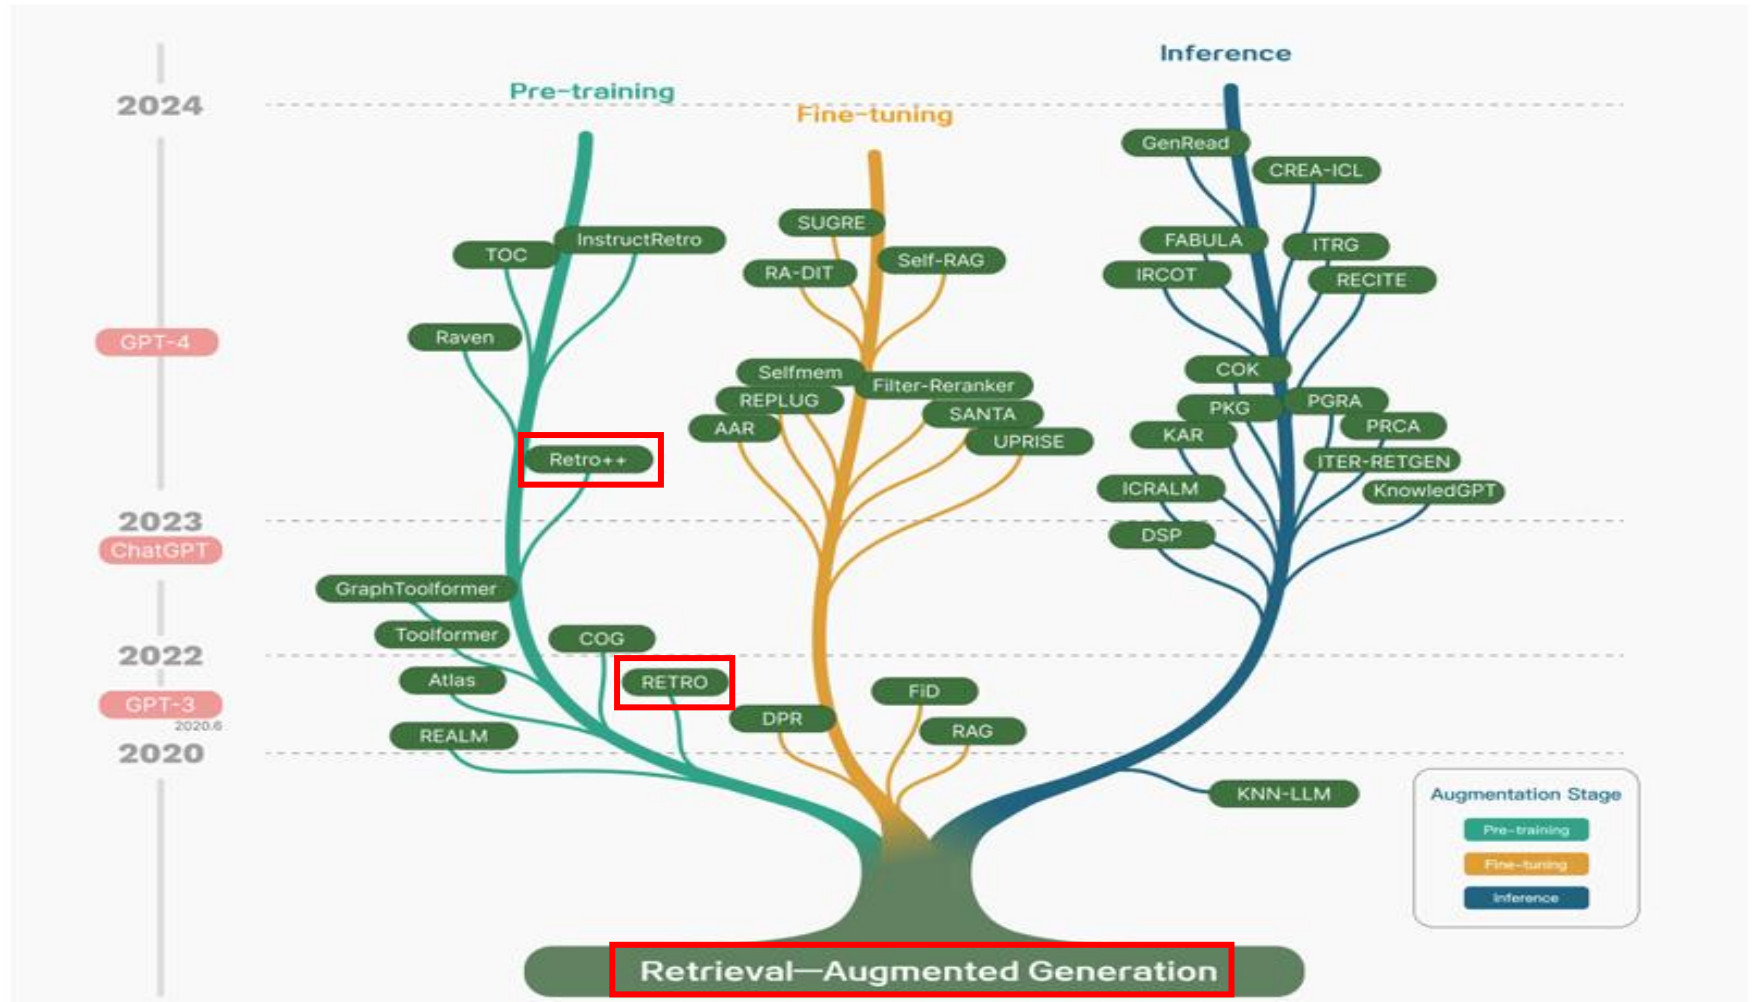 Inference
Pre-training
2024
Fine-tuning
GenRead
CREA-ICL
SUGRE
InstructRetro
FABULA
ITRG
TOC
Self-RAG
RA-DIT
IRCOT
RECITE
Raven
GPT-4
COK
Selfmem
Filter-Reranker
REPLUG
PGRA
PKG
SANTA
AAR
PRCA
KAR
UPRISE
Retro++
ITER-RETGEN
ICRALM
KnowledGPT
2023
DSP
ChatGPT
GraphToolformer
Toolformer
COG
2022
Atlas
RETRO
FiD
GPT-3
2020.6
DPR
RAG
REALM
2020
KNN-LLM
Augmentation Stage
Pre-training
Fine-tuning
Inference
Retrieval—Augmented Generation